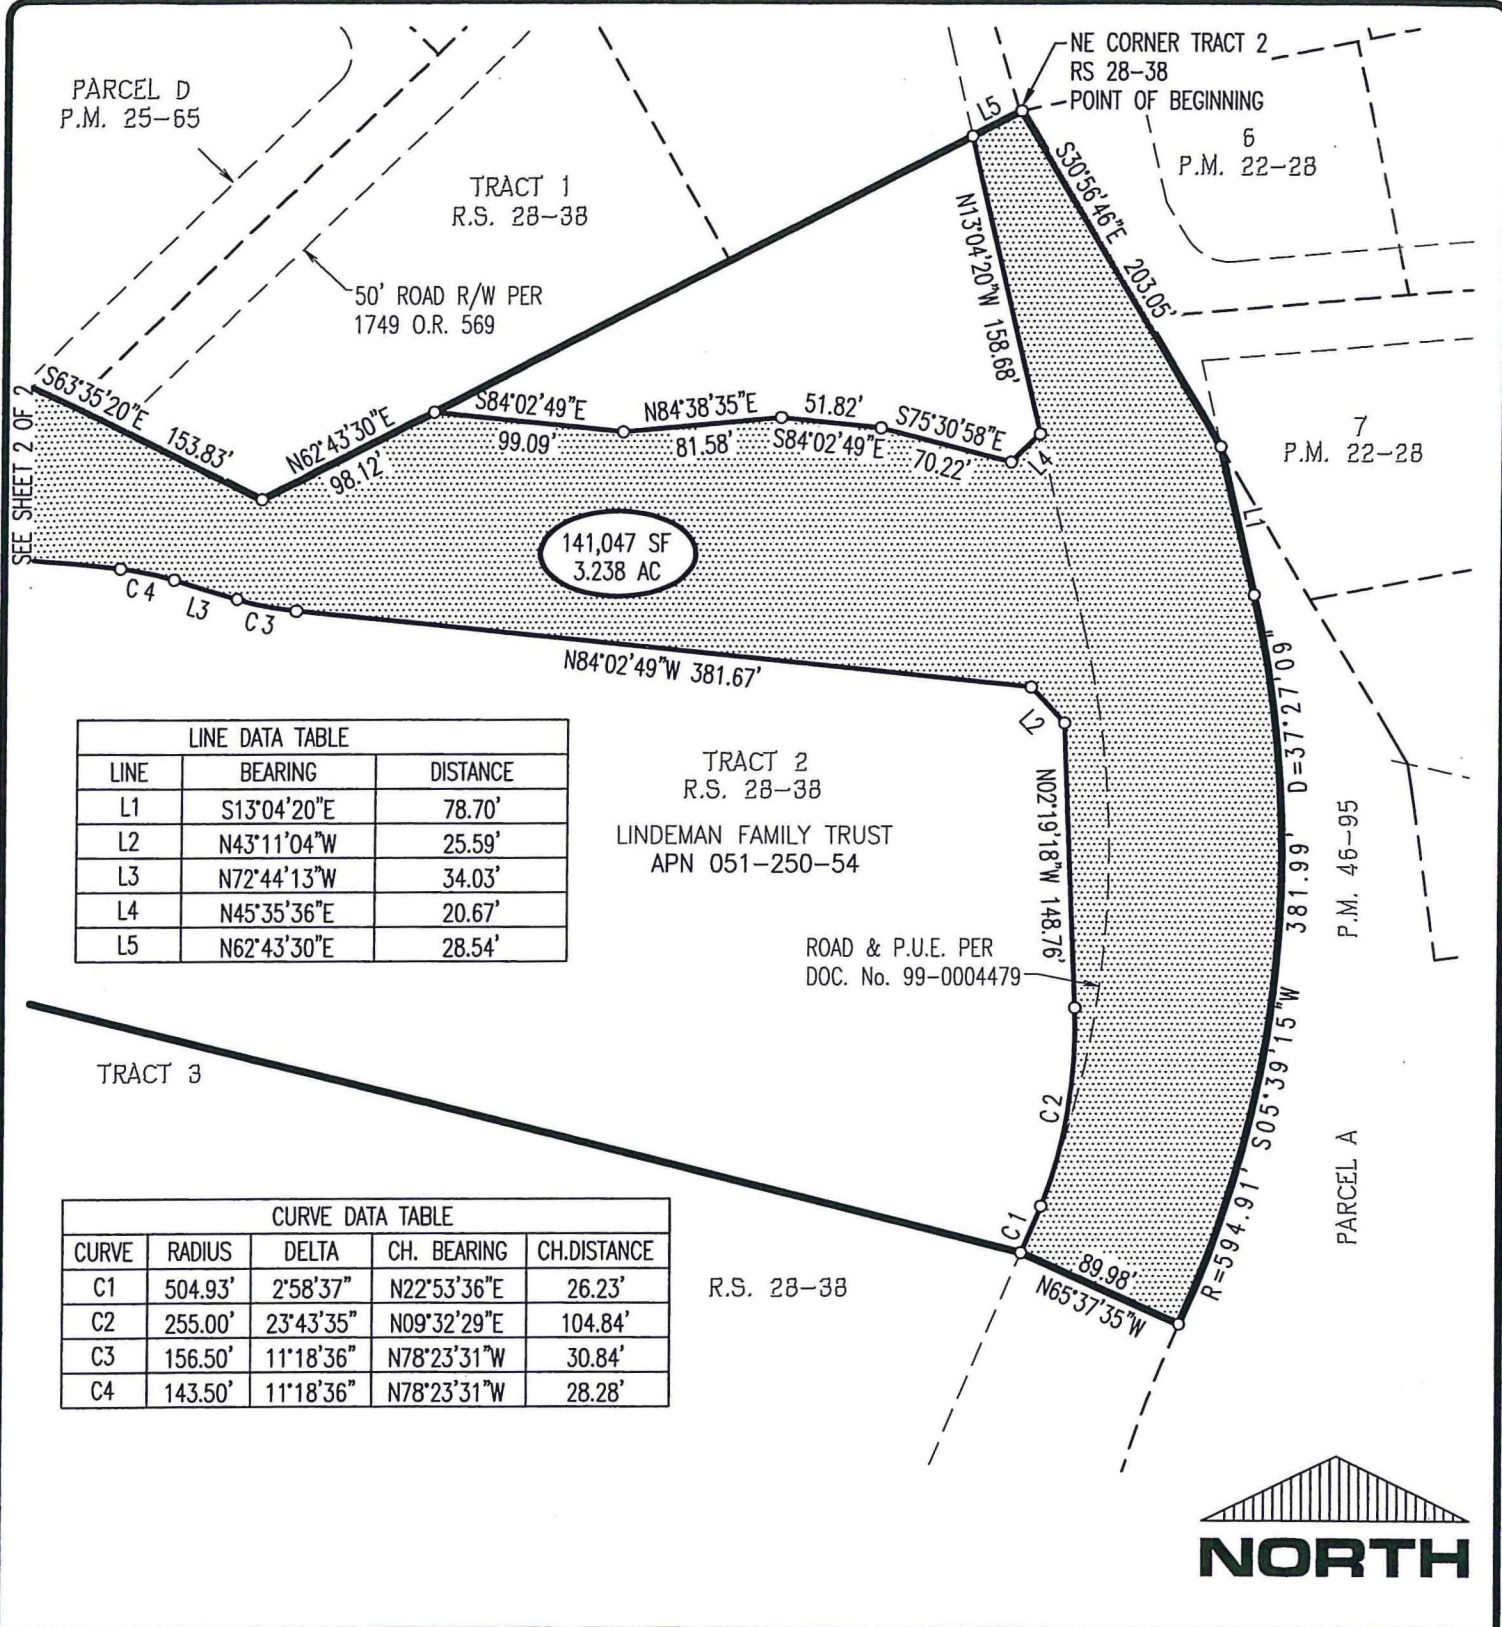 NE CORNER TRACT 2
RS 28-38
POINT OF BEGINNING
PARCEL D
P.M. 25-65
6
P.M. 22-28
TRACT 1
R.S. 28-38
50' ROAD R/W PER
1749 O.R. 569
L5
S30°56'46"E 203.05'
N13°04'20"W 158.68'
SEE SHEET 2 OF 2
S63°35'20"E
153.83'
N62°43'30"E
98.12'
S84°02'49"E
99.09'
N84°38'35"E
81.58'
51.82'
S84°02'49"E
S75°30'58"E
70.22'
L4
7
P.M. 22-28
L1
141,047 SF
3.238 AC
C4
L3
C3
N84°02'49"W 381.67'
L2
LINE DATA TABLE
LINE BEARING DISTANCE
L1 S13°04'20"E 78.70'
L2 N43°11'04"W 25.59'
L3 N72°44'13"W 34.03'
L4 N45°35'36"E 20.67'
L5 N62°43'30"E 28.54'
TRACT 2
R.S. 28-38
LINDEMAN FAMILY TRUST
APN 051-250-54
N02°19'18"W 148.76'
R=594.91' S05°39'15"W 381.99' D=37°27'09"
P.M. 46-95
ROAD & P.U.E. PER
DOC. No. 99-0004479
TRACT 3
C2
PARCEL A
C1
89.98'
N65°37'35"W
R.S. 28-38
CURVE DATA TABLE
CURVE RADIUS DELTA CH. BEARING CH.DISTANCE
C1 504.93' 2°58'37" N22°53'36"E 26.23'
C2 255.00' 23°43'35" N09°32'29"E 104.84'
C3 156.50' 11°18'36" N78°23'31"W 30.84'
C4 143.50' 11°18'36" N78°23'31"W 28.28'
NORTH